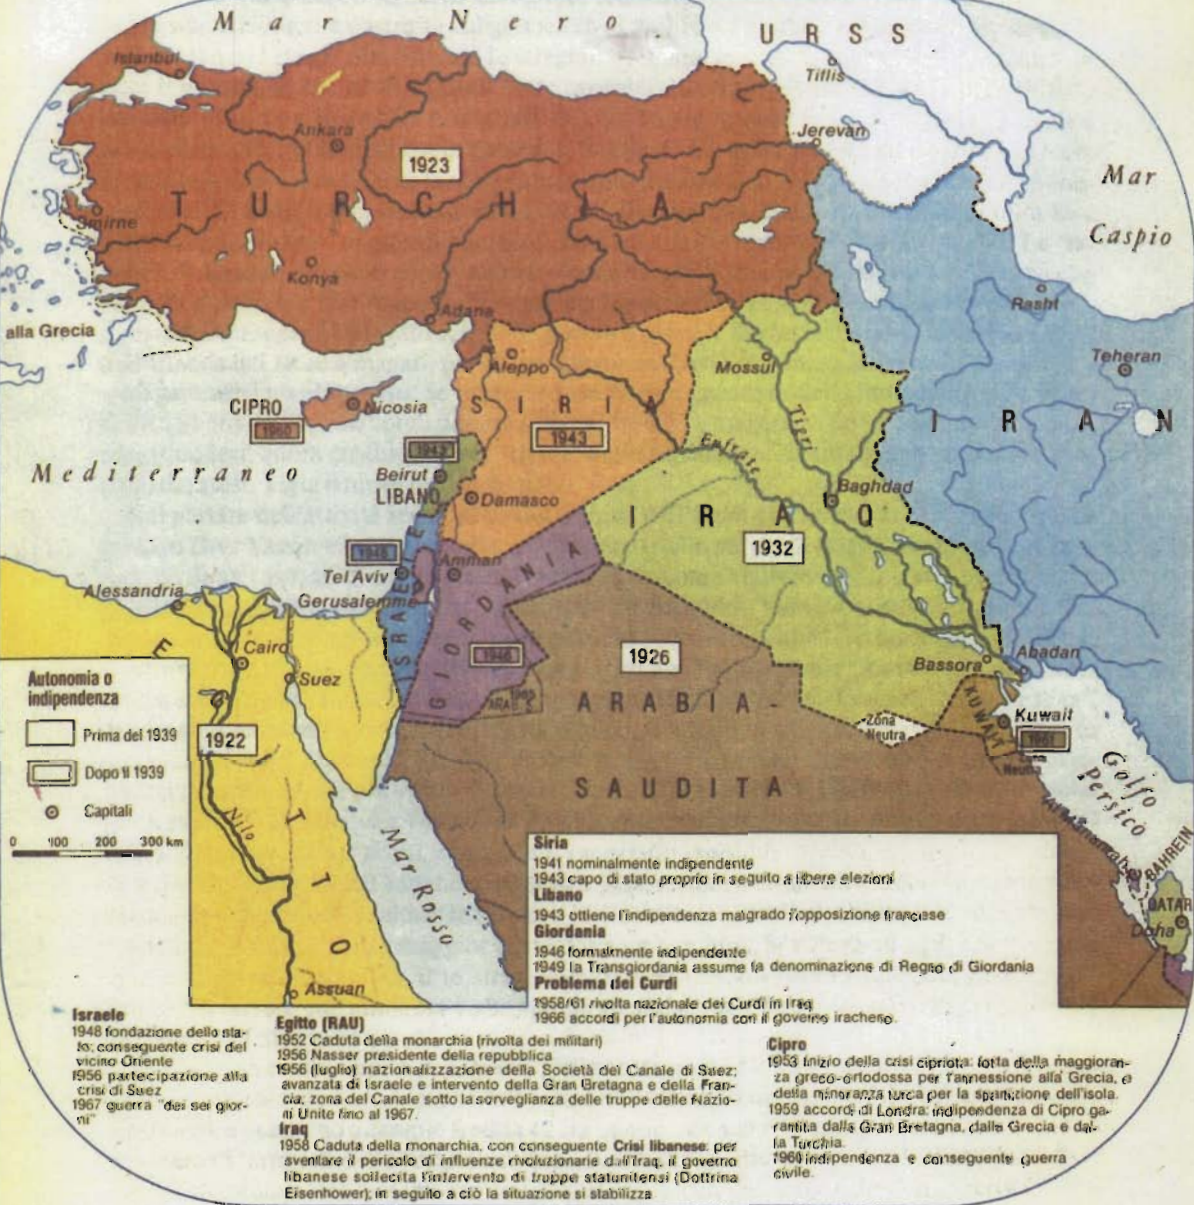 Mar Nero
URSS
Istanbul
Tiflis
Ankara
Jerevan
1923
Mar
Caspio
TURCHIA
Smirne
Konya
Adana
Rasht
alla Grecia
Teheran
Aleppo
Mossul
CIPRO
Nicosia
1960
SIRIA
1943
Tigri
IRAN
Eufrate
Mediterraneo
Beirut
LIBANO
Damasco
Baghdad
IRAQ
1932
Tel Aviv
Amman
Alessandria
Gerusalemme
ISRAELE
GIORDANIA
1946
Cairo
Suez
1926
Bassora
Abadan
ARABIA-
SAUDITA
KUWAIT
Kuwait
1961
Zona
Neutra
Zona
Neutra
Golfo
Persico
EGITTO
1922
Nilo
Mar Rosso
BAHREIN
QATAR
Doha
Assuan
Autonomia o
indipendenza
Prima del 1939
Dopo il 1939
Capitali
0 100 200 300 km
Siria
1941 nominalmente indipendente
1943 capo di stato proprio in seguito a libere elezioni
Libano
1943 ottiene l'indipendenza malgrado l'opposizione francese
Giordania
1946 formalmente indipendente
1949 la Transgiordania assume la denominazione di Regno di Giordania
Problema dei Curdi
1958/61 rivolta nazionale dei Curdi in Iraq
1966 accordi per l'autonomia con il governo iracheno.
Israele
1948 fondazione dello sta-
to; conseguente crisi del
vicino Oriente
1956 partecipazione alla
crisi di Suez
1967 guerra "dei sei gior-
ni"
Egitto (RAU)
1952 Caduta della monarchia (rivolta dei militari)
1956 Nasser presidente della repubblica
1956 (luglio) nazionalizzazione della Società del Canale di Suez;
avanzata di Israele e intervento della Gran Bretagna e della Fran-
cia, zona del Canale sotto la sorveglianza delle truppe delle Nazio-
ni Unite fino al 1967.
Iraq
1958 Caduta della monarchia, con conseguente Crisi libanese: per
sventare il pericolo di influenze rivoluzionarie dall'Iraq, il governo
libanese sollecita l'intervento di truppe statunitensi (Dottrina
Eisenhower); in seguito a ciò la situazione si stabilizza
Cipro
1953 Inizio della crisi cipriota: lotta della maggioran-
za greco-ortodossa per l'annessione alla Grecia, e
della minoranza turca per la spartizione dell'isola.
1959 accordi di Londra: indipendenza di Cipro ga-
rantita dalla Gran Bretagna, dalla Grecia e dal-
la Turchia.
1960 indipendenza e conseguente guerra
civile.